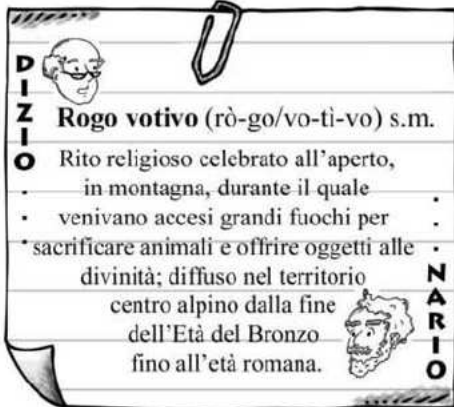 DIZIO
Rogo votivo (rò-go/vo-tì-vo) s.m.
Rito religioso celebrato all'aperto,
in montagna, durante il quale
venivano accesi grandi fuochi per
sacrificare animali e offrire oggetti alle
divinità; diffuso nel territorio
centro alpino dalla fine
dell'Età del Bronzo
fino all'età romana.
NARIO